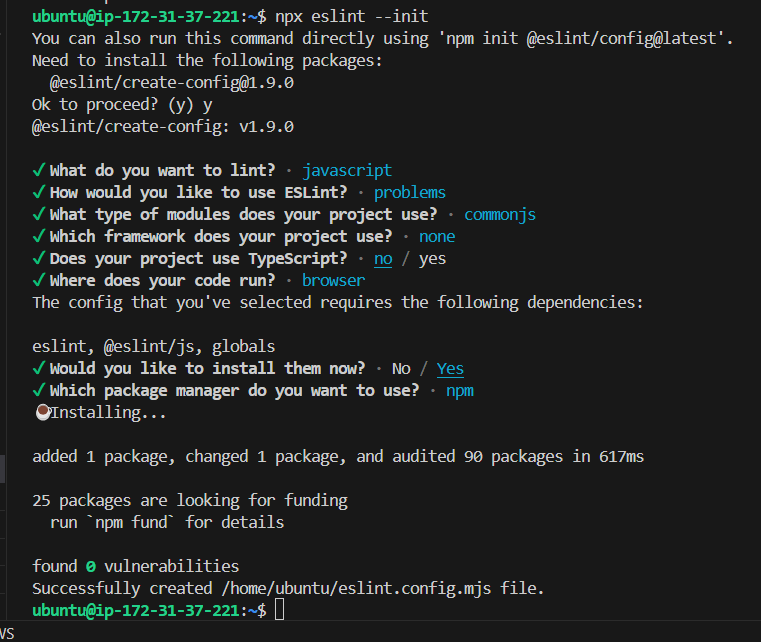 ubuntu@ip-172-31-37-221:~$ npx eslint --init
You can also run this command directly using 'npm init @eslint/config@latest'.
Need to install the following packages:
  @eslint/create-config@1.9.0
Ok to proceed? (y) y
@eslint/create-config: v1.9.0

✓ What do you want to lint? · javascript
✓ How would you like to use ESLint? · problems
✓ What type of modules does your project use? · commonjs
✓ Which framework does your project use? · none
✓ Does your project use TypeScript? · no / yes
✓ Where does your code run? · browser
The config that you've selected requires the following dependencies:

eslint, @eslint/js, globals
✓ Would you like to install them now? · No / Yes
✓ Which package manager do you want to use? · npm
☕Installing...

added 1 package, changed 1 package, and audited 90 packages in 617ms

25 packages are looking for funding
  run `npm fund` for details

found 0 vulnerabilities
Successfully created /home/ubuntu/eslint.config.mjs file.
ubuntu@ip-172-31-37-221:~$
WS